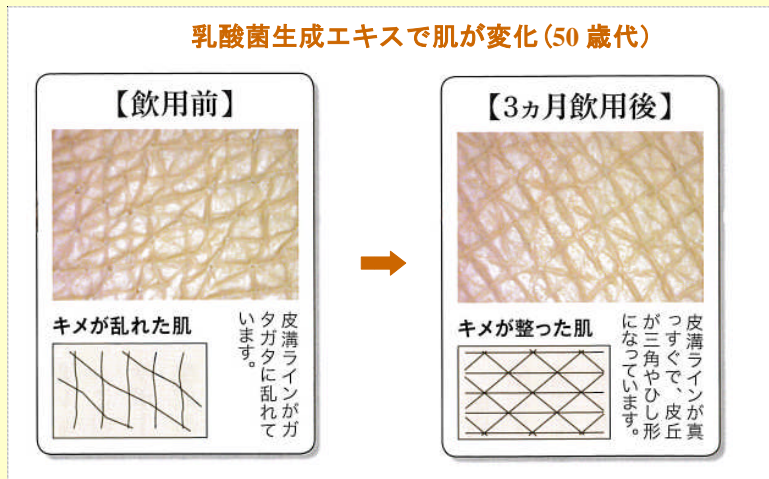 乳酸菌生成エキスで肌が変化(50 歳代)
【飲用前】
キメが乱れた肌
皮溝ラインがガ
タガタに乱れて
います。
【3ヵ月飲用後】
キメが整った肌
皮溝ラインが真
っすぐで、皮丘
が三角やひし形
になっています。